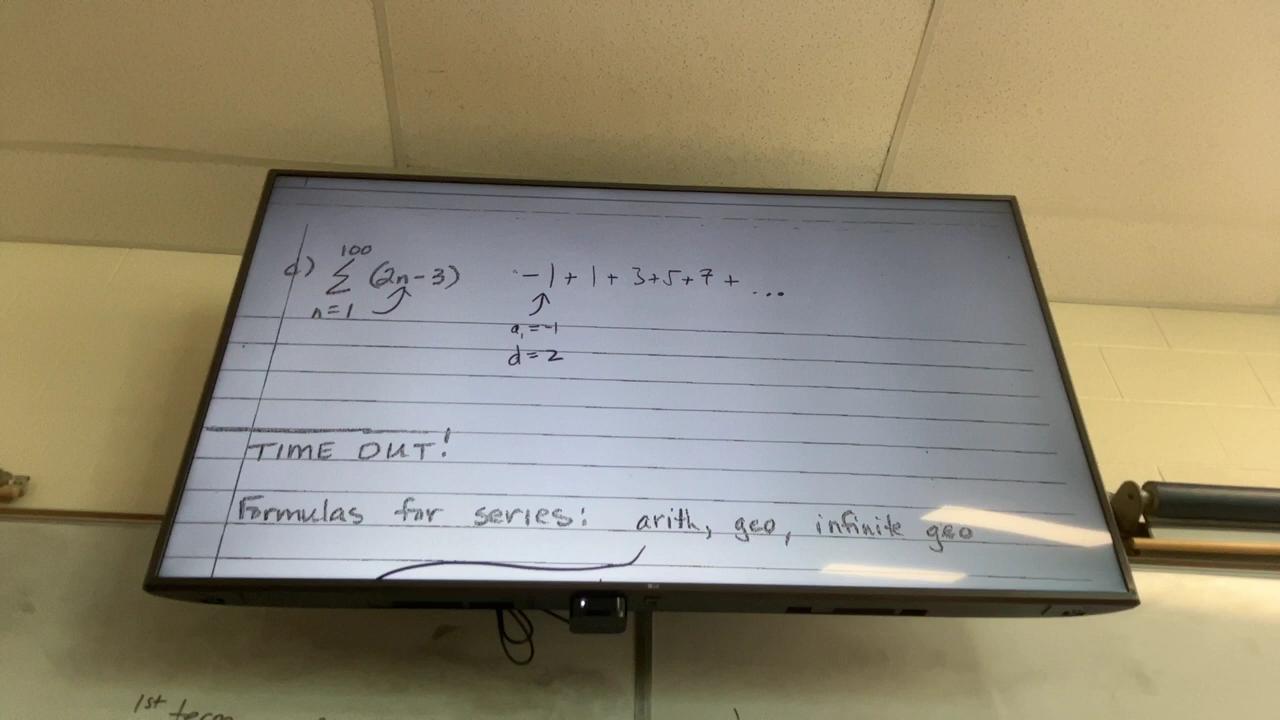 100
d) Σ (2n-3) -1 + 1 + 3+5+7 + ...
n=1
a₁=-1
d=2
TIME OUT!
Formulas for series: arith, geo, infinite geo
1st term